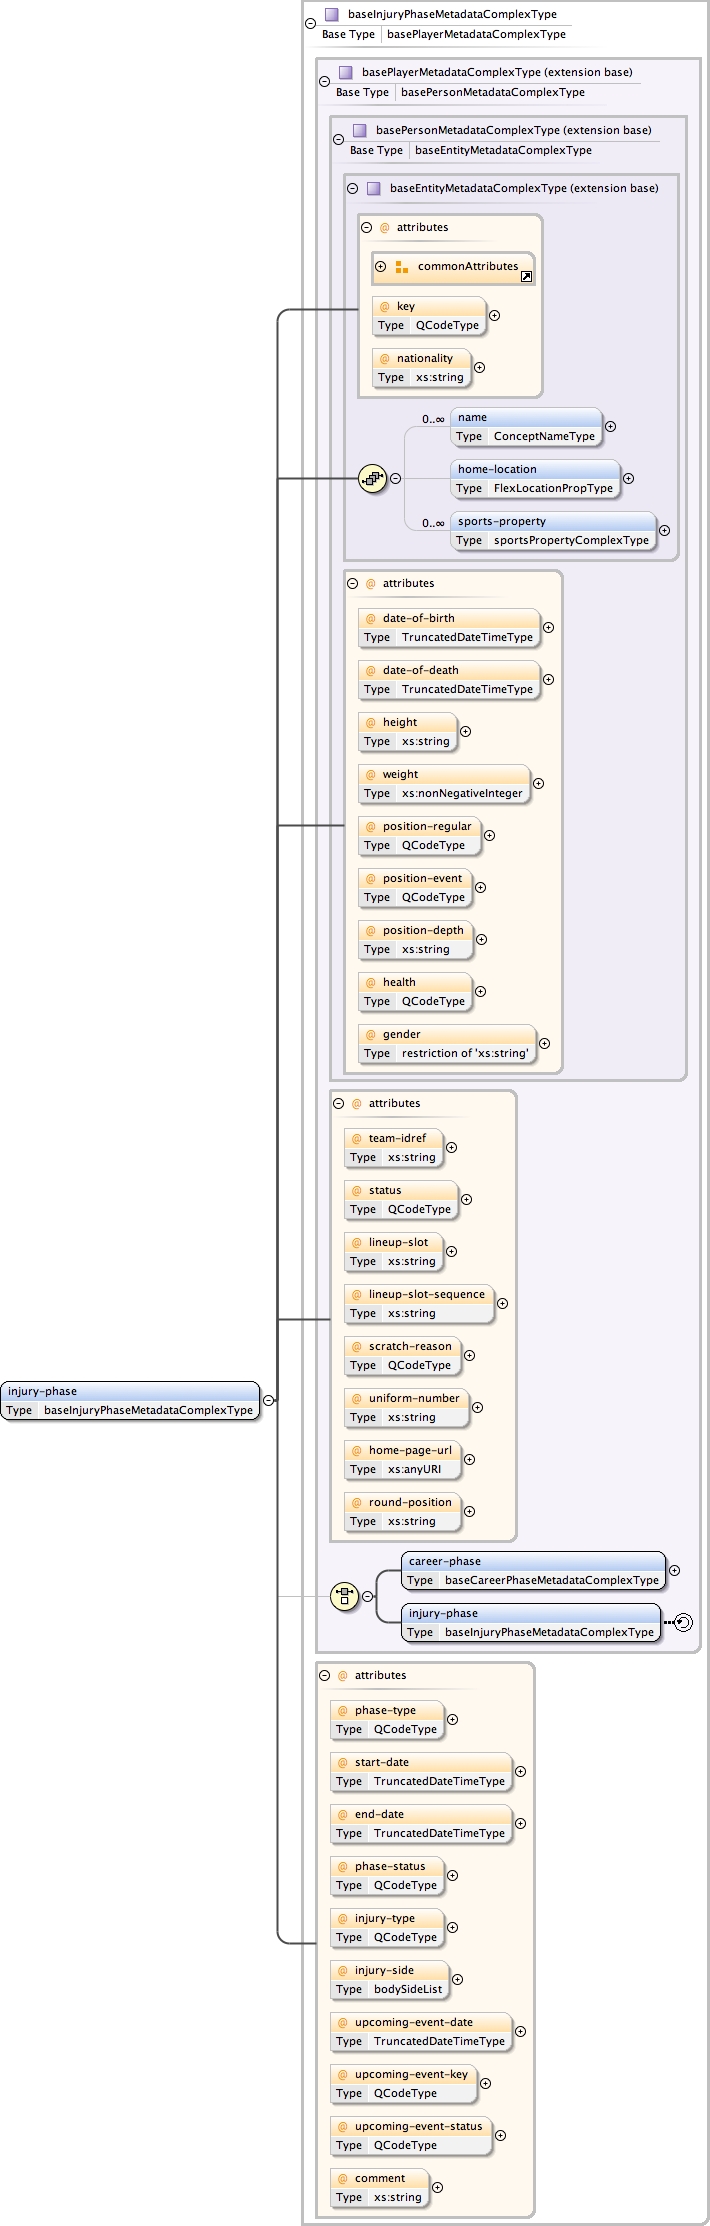 baseInjuryPhaseMetadataComplexType
Base Type basePlayerMetadataComplexType
basePlayerMetadataComplexType (extension base)
Base Type basePersonMetadataComplexType
basePersonMetadataComplexType (extension base)
Base Type baseEntityMetadataComplexType
baseEntityMetadataComplexType (extension base)
@ attributes
commonAttributes
@ key
Type QCodeType
@ nationality
Type xs:string
0..∞ name
Type ConceptNameType
home-location
Type FlexLocationPropType
0..∞ sports-property
Type sportsPropertyComplexType
@ attributes
@ date-of-birth
Type TruncatedDateTimeType
@ date-of-death
Type TruncatedDateTimeType
@ height
Type xs:string
@ weight
Type xs:nonNegativeInteger
@ position-regular
Type QCodeType
@ position-event
Type QCodeType
@ position-depth
Type xs:string
@ health
Type QCodeType
@ gender
Type restriction of 'xs:string'
@ attributes
@ team-idref
Type xs:string
@ status
Type QCodeType
@ lineup-slot
Type xs:string
@ lineup-slot-sequence
Type xs:string
@ scratch-reason
Type QCodeType
@ uniform-number
Type xs:string
@ home-page-url
Type xs:anyURI
@ round-position
Type xs:string
injury-phase
Type baseInjuryPhaseMetadataComplexType
career-phase
Type baseCareerPhaseMetadataComplexType
injury-phase
Type baseInjuryPhaseMetadataComplexType
@ attributes
@ phase-type
Type QCodeType
@ start-date
Type TruncatedDateTimeType
@ end-date
Type TruncatedDateTimeType
@ phase-status
Type QCodeType
@ injury-type
Type QCodeType
@ injury-side
Type bodySideList
@ upcoming-event-date
Type TruncatedDateTimeType
@ upcoming-event-key
Type QCodeType
@ upcoming-event-status
Type QCodeType
@ comment
Type xs:string